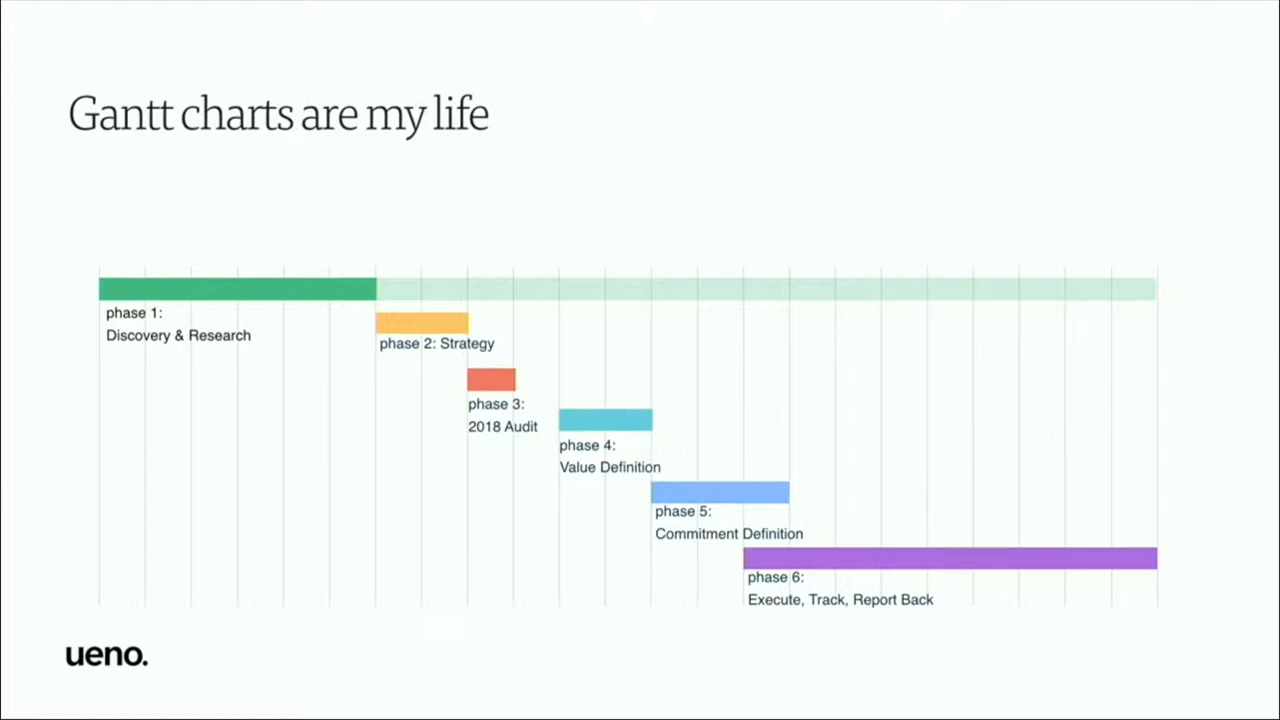 Gantt charts are my life
phase 1:
Discovery & Research
phase 2: Strategy
phase 3:
2018 Audit
phase 4:
Value Definition
phase 5:
Commitment Definition
phase 6:
Execute, Track, Report Back
ueno.